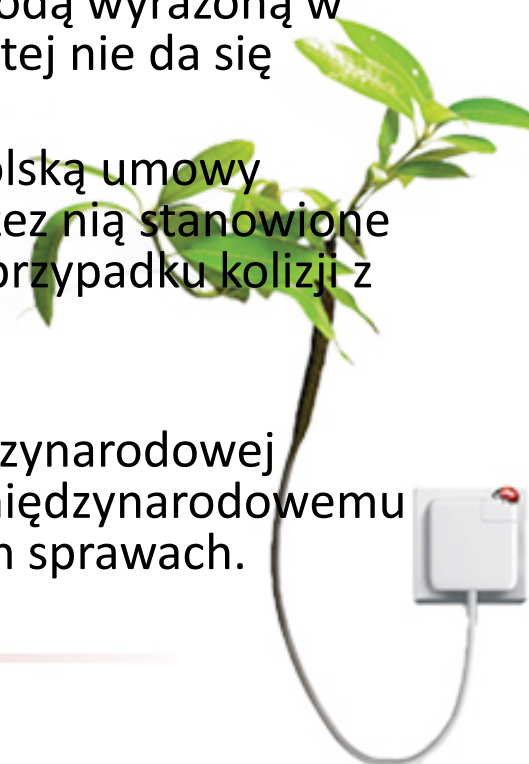 odą wyrażoną w
tej nie da się
olską umowy
ez nią stanowione
przypadku kolizji z
zynarodowej
iędzynarodowemu
h sprawach.